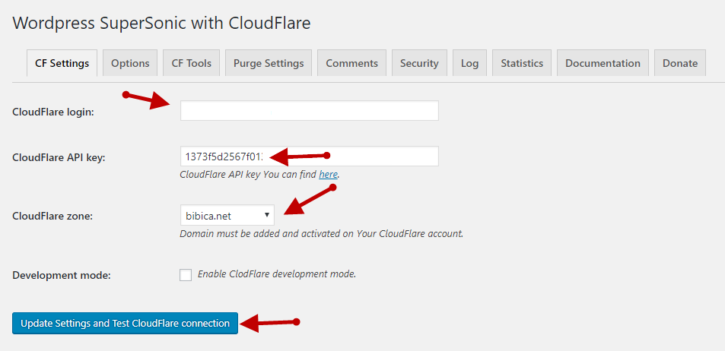 Wordpress SuperSonic with CloudFlare
CF Settings Options CF Tools Purge Settings Comments Security Log Statistics Documentation Donate
CloudFlare login:
CloudFlare API key: 1373f5d2567f01
CloudFlare API key You can find here.
CloudFlare zone: bibica.net
Domain must be added and activated on Your CloudFlare account.
Development mode: Enable ClodFlare development mode.
Update Settings and Test CloudFlare connection